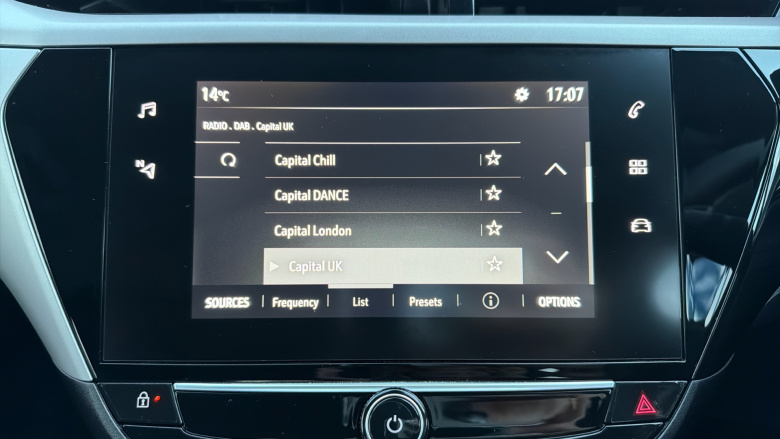 14°C 17:07
RADIO . DAB . Capital UK
Capital Chill
Capital DANCE
Capital London
Capital UK
SOURCES Frequency List Presets OPTIONS
N